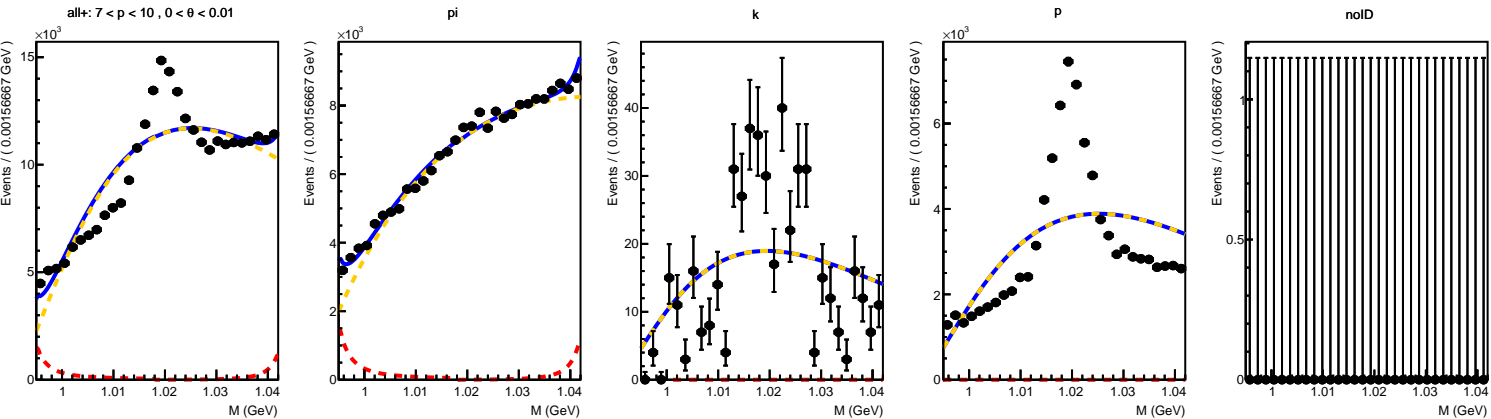 all+: 7 < p < 10 , 0 < θ < 0.01
×10³
Events / ( 0.00156667 GeV )
15
10
5
0
1 1.01 1.02 1.03 1.04
M (GeV)
pi
×10³
Events / ( 0.00156667 GeV )
8
6
4
2
0
1 1.01 1.02 1.03 1.04
M (GeV)
k
Events / ( 0.00156667 GeV )
40
30
20
10
0
1 1.01 1.02 1.03 1.04
M (GeV)
p
×10³
Events / ( 0.00156667 GeV )
6
4
2
0
1 1.01 1.02 1.03 1.04
M (GeV)
noID
Events / ( 0.00156667 GeV )
1
0.5
0
1 1.01 1.02 1.03 1.04
M (GeV)